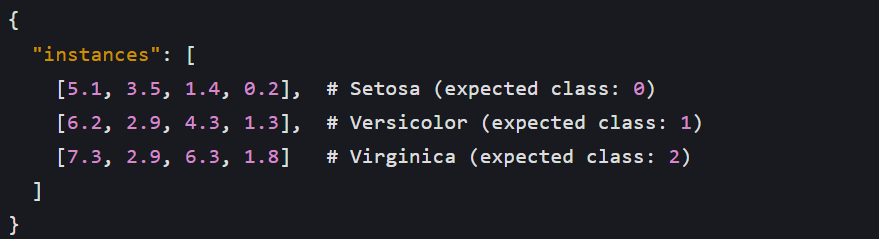 {
  "instances": [
    [5.1, 3.5, 1.4, 0.2],  # Setosa (expected class: 0)
    [6.2, 2.9, 4.3, 1.3],  # Versicolor (expected class: 1)
    [7.3, 2.9, 6.3, 1.8]   # Virginica (expected class: 2)
  ]
}